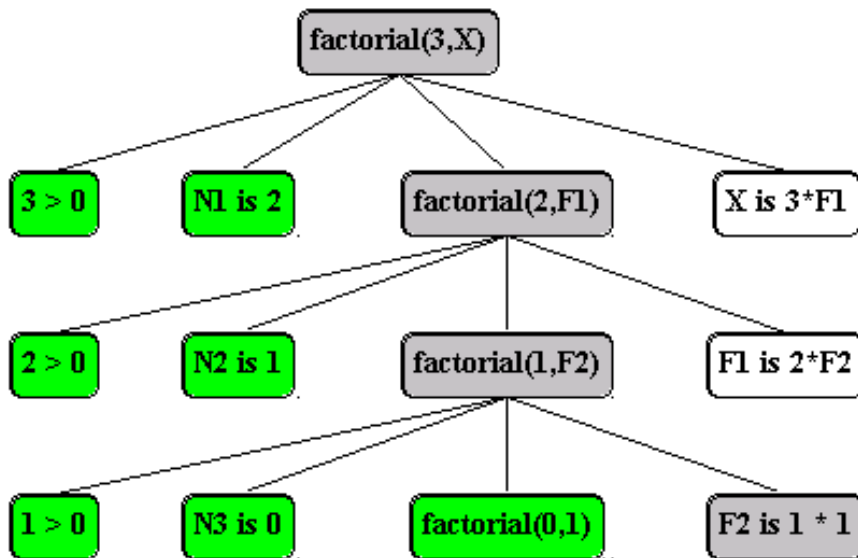 factorial(3,X)
3 > 0
N1 is 2
factorial(2,F1)
X is 3*F1
2 > 0
N2 is 1
factorial(1,F2)
F1 is 2*F2
1 > 0
N3 is 0
factorial(0,1)
F2 is 1 * 1